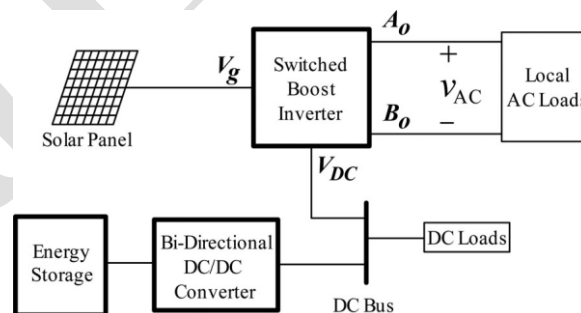 Solar Panel
V_g
Switched
Boost
Inverter
A_o
+
v_AC
−
B_o
Local
AC Loads
V_DC
Energy
Storage
Bi-Directional
DC/DC
Converter
DC Loads
DC Bus